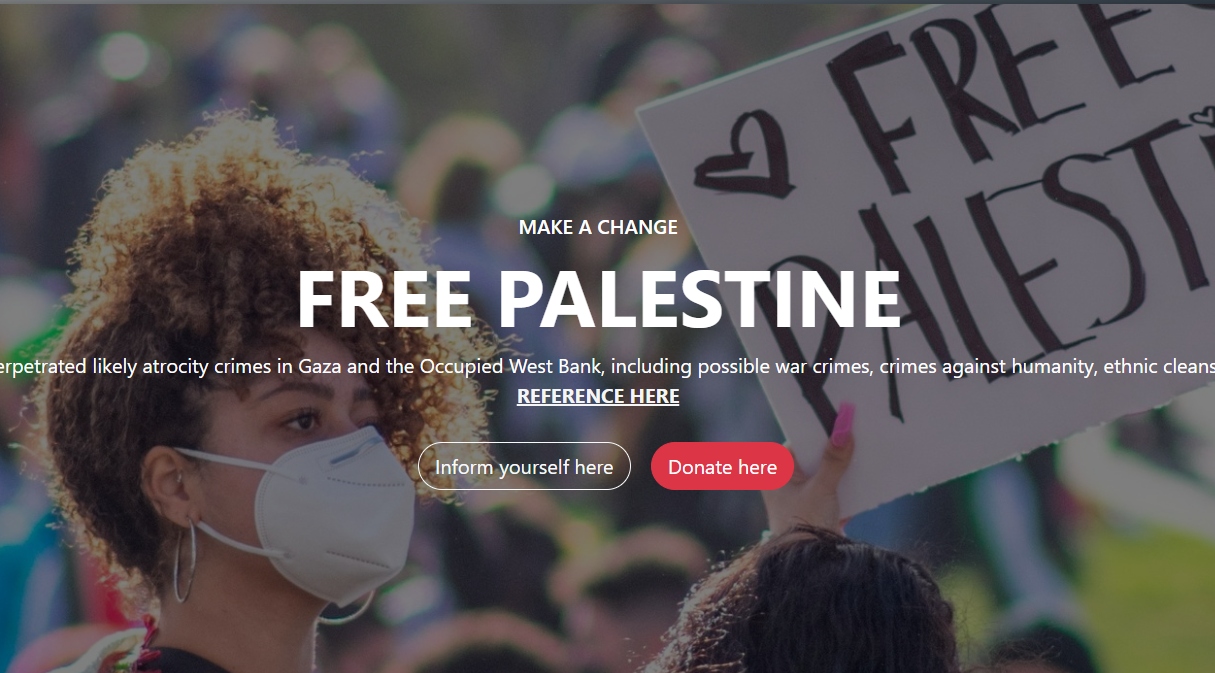 FREE
PALEST
MAKE A CHANGE
FREE PALESTINE
erpetrated likely atrocity crimes in Gaza and the Occupied West Bank, including possible war crimes, crimes against humanity, ethnic cleans
REFERENCE HERE
Inform yourself here
Donate here